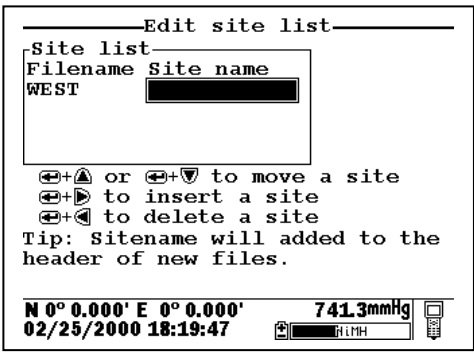 Edit site list
Site list
Filename Site name
WEST
+ or + to move a site
+ to insert a site
+ to delete a site
Tip: Sitename will added to the
header of new files.
N 0º 0.000' E 0º 0.000' 741.3mmHg
02/25/2000 18:19:47 NiMH